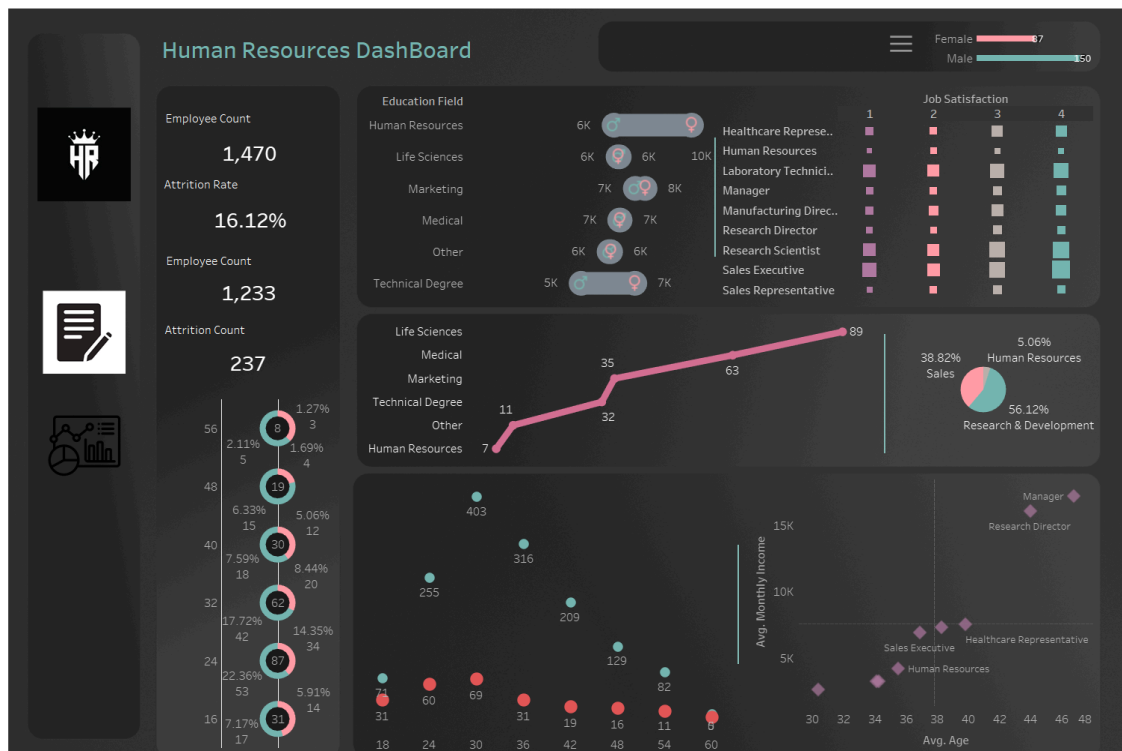 Human Resources DashBoard
Female 87
Male 150
HR
Employee Count
1,470
Attrition Rate
16.12%
Employee Count
1,233
Attrition Count
237
56 8 1.27% 3
2.11% 5
1.69% 4
48 19
6.33% 15
5.06% 12
40 30
7.59% 18
8.44% 20
32 62
17.72% 42
14.35% 34
24 87
22.36% 53
5.91% 14
16 31
7.17% 17
Education Field
Human Resources 6K 10K
Life Sciences 6K 6K
Marketing 7K 8K
Medical 7K 7K
Other 6K 6K
Technical Degree 5K 7K
Job Satisfaction
1 2 3 4
Healthcare Represe..
Human Resources
Laboratory Technici..
Manager
Manufacturing Direc..
Research Director
Research Scientist
Sales Executive
Sales Representative
Life Sciences 89
Medical 63
Marketing 35
Technical Degree 32
Other 11
Human Resources 7
5.06%
Human Resources
38.82%
Sales
56.12%
Research & Development
403
316
255
209
129
71 82
60 69
31 31 19 16 11
18 24 30 36 42 48 54 60
Avg. Monthly Income
15K
10K
5K
Manager
Research Director
Healthcare Representative
Sales Executive
Human Resources
30 32 34 36 38 40 42 44 46 48
Avg. Age